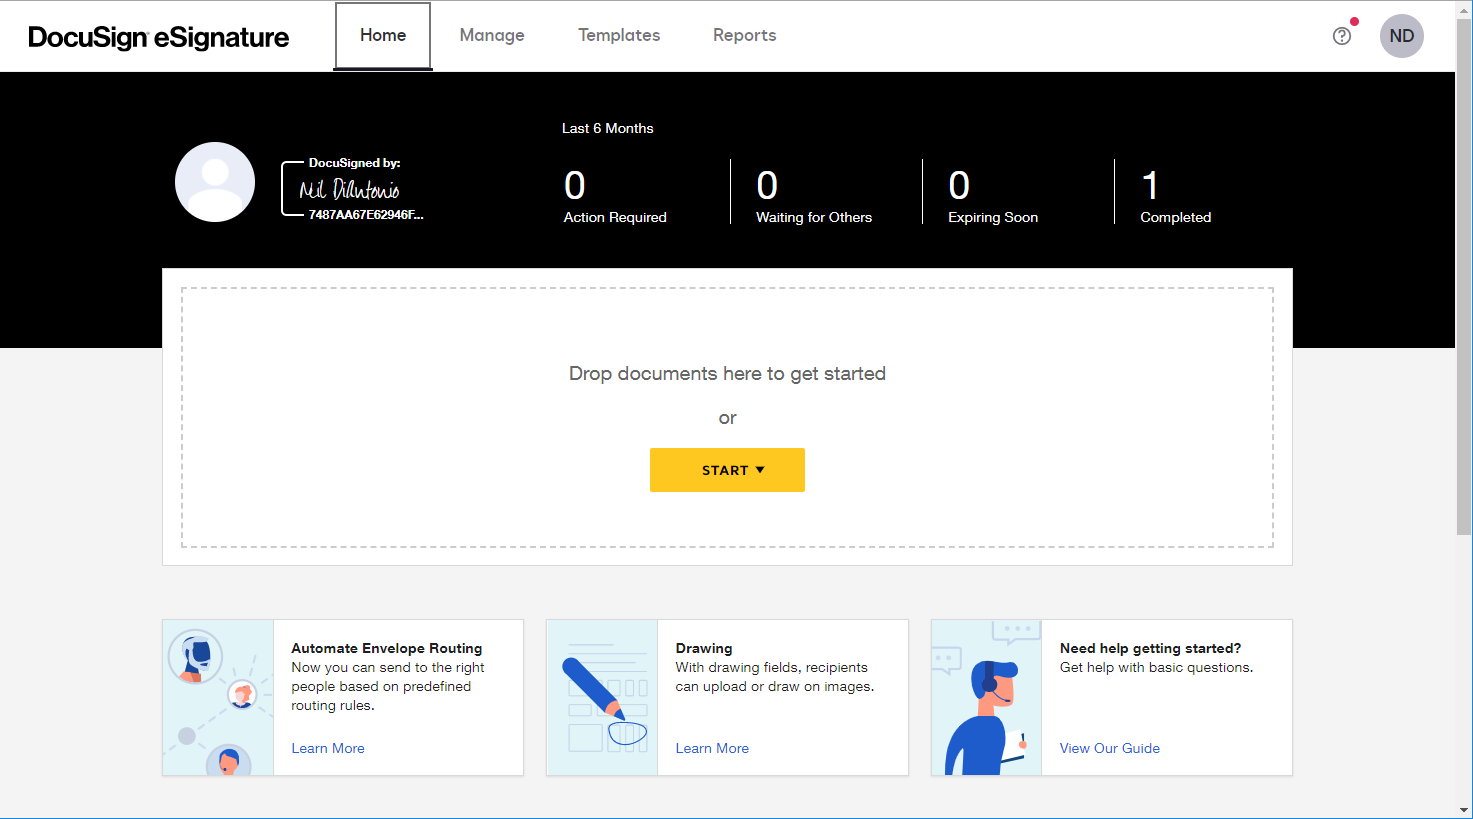 DocuSign eSignature
Home
Manage
Templates
Reports
ND
Last 6 Months
DocuSigned by:
Neil DiAntonio
7487AA67E62946F...
0
Action Required
0
Waiting for Others
0
Expiring Soon
1
Completed
Drop documents here to get started
or
START
Automate Envelope Routing
Now you can send to the right
people based on predefined
routing rules.
Learn More
Drawing
With drawing fields, recipients
can upload or draw on images.
Learn More
Need help getting started?
Get help with basic questions.
View Our Guide